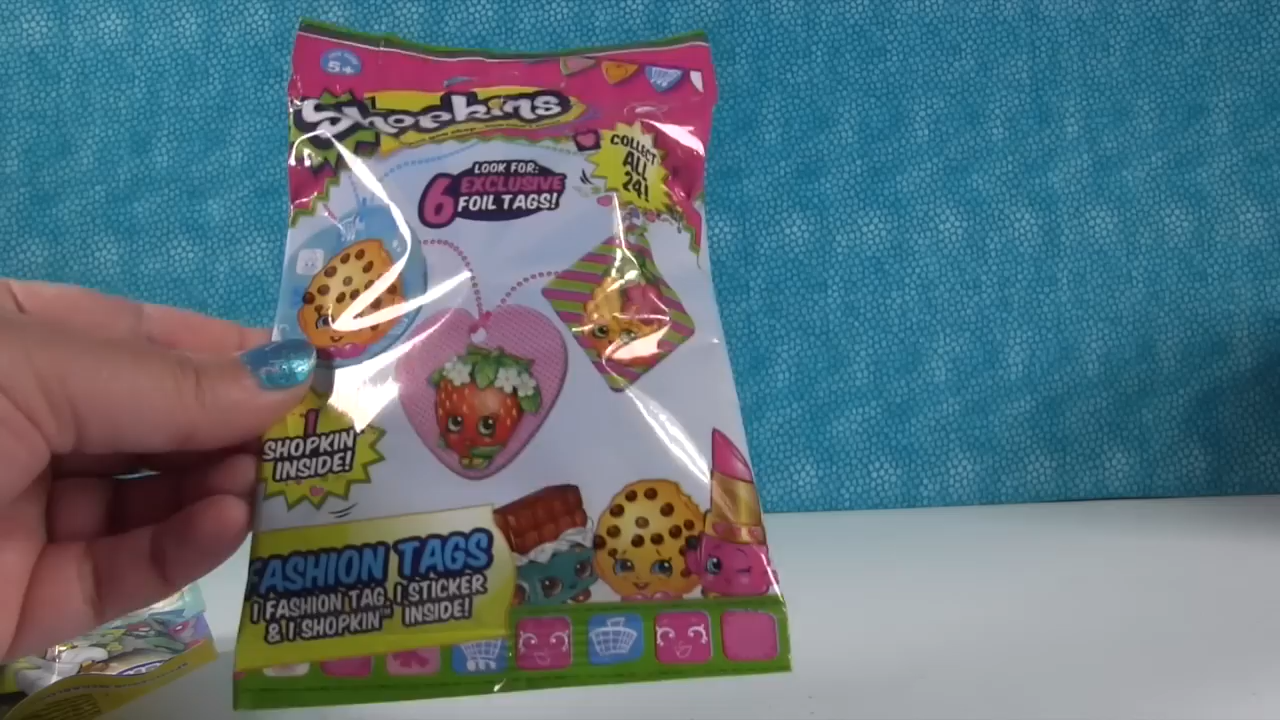 5+
Shopkins
COLLECT
ALL
24!
LOOK FOR:
6 EXCLUSIVE
FOIL TAGS!
1
SHOPKIN
INSIDE!
FASHION TAGS
1 FASHION TAG, 1 STICKER
& 1 SHOPKIN™ INSIDE!